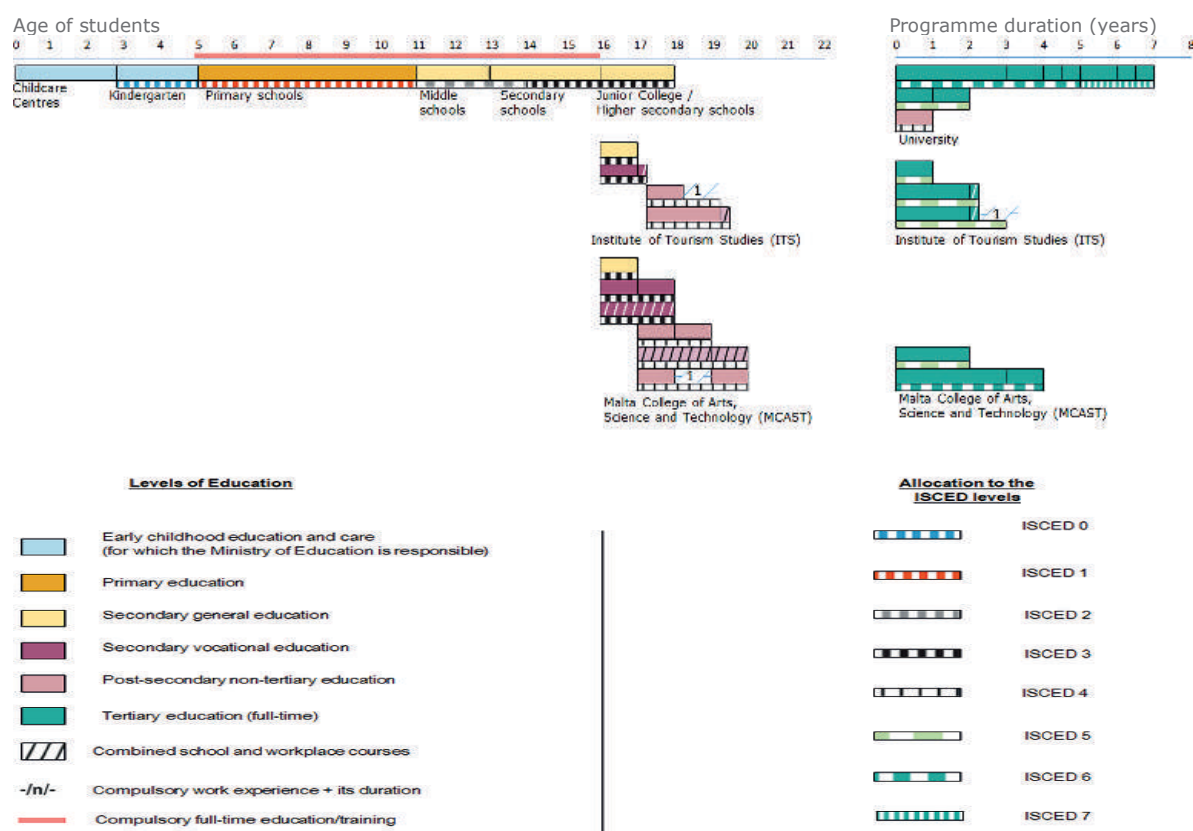 Age of students
Programme duration (years)
0 1 2 3 4 5 6 7 8 9 10 11 12 13 14 15 16 17 18 19 20 21 22
0 1 2 3 4 5 6 7 8
Childcare
Centres
Kindergarten
Primary schools
Middle
schools
Secondary
schools
Junior College /
Higher secondary schools
University
1
Institute of Tourism Studies (ITS)
1
Institute of Tourism Studies (ITS)
1
Malta College of Arts,
Science and Technology (MCAST)
Malta College of Arts,
Science and Technology (MCAST)
Levels of Education
Early childhood education and care
(for which the Ministry of Education is responsible)
Primary education
Secondary general education
Secondary vocational education
Post-secondary non-tertiary education
Tertiary education (full-time)
Combined school and workplace courses
-/n/- Compulsory work experience + its duration
Compulsory full-time education/training
Allocation to the
ISCED levels
ISCED 0
ISCED 1
ISCED 2
ISCED 3
ISCED 4
ISCED 5
ISCED 6
ISCED 7